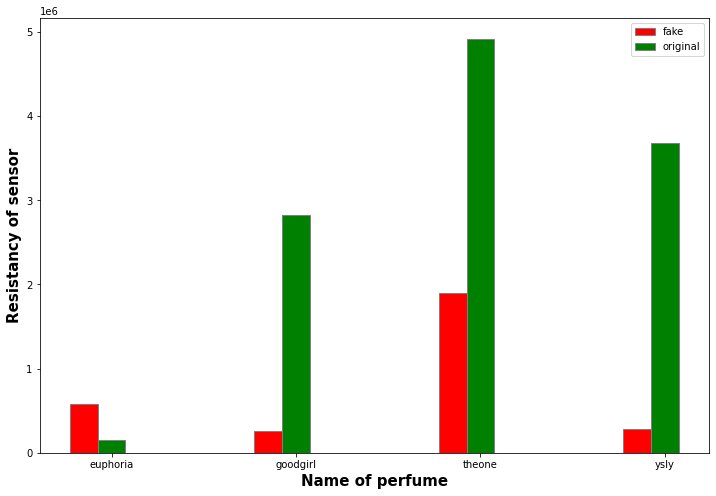 1e6
fake
original
5
4
3
2
1
0
Resistancy of sensor
euphoria goodgirl theone ysly
Name of perfume